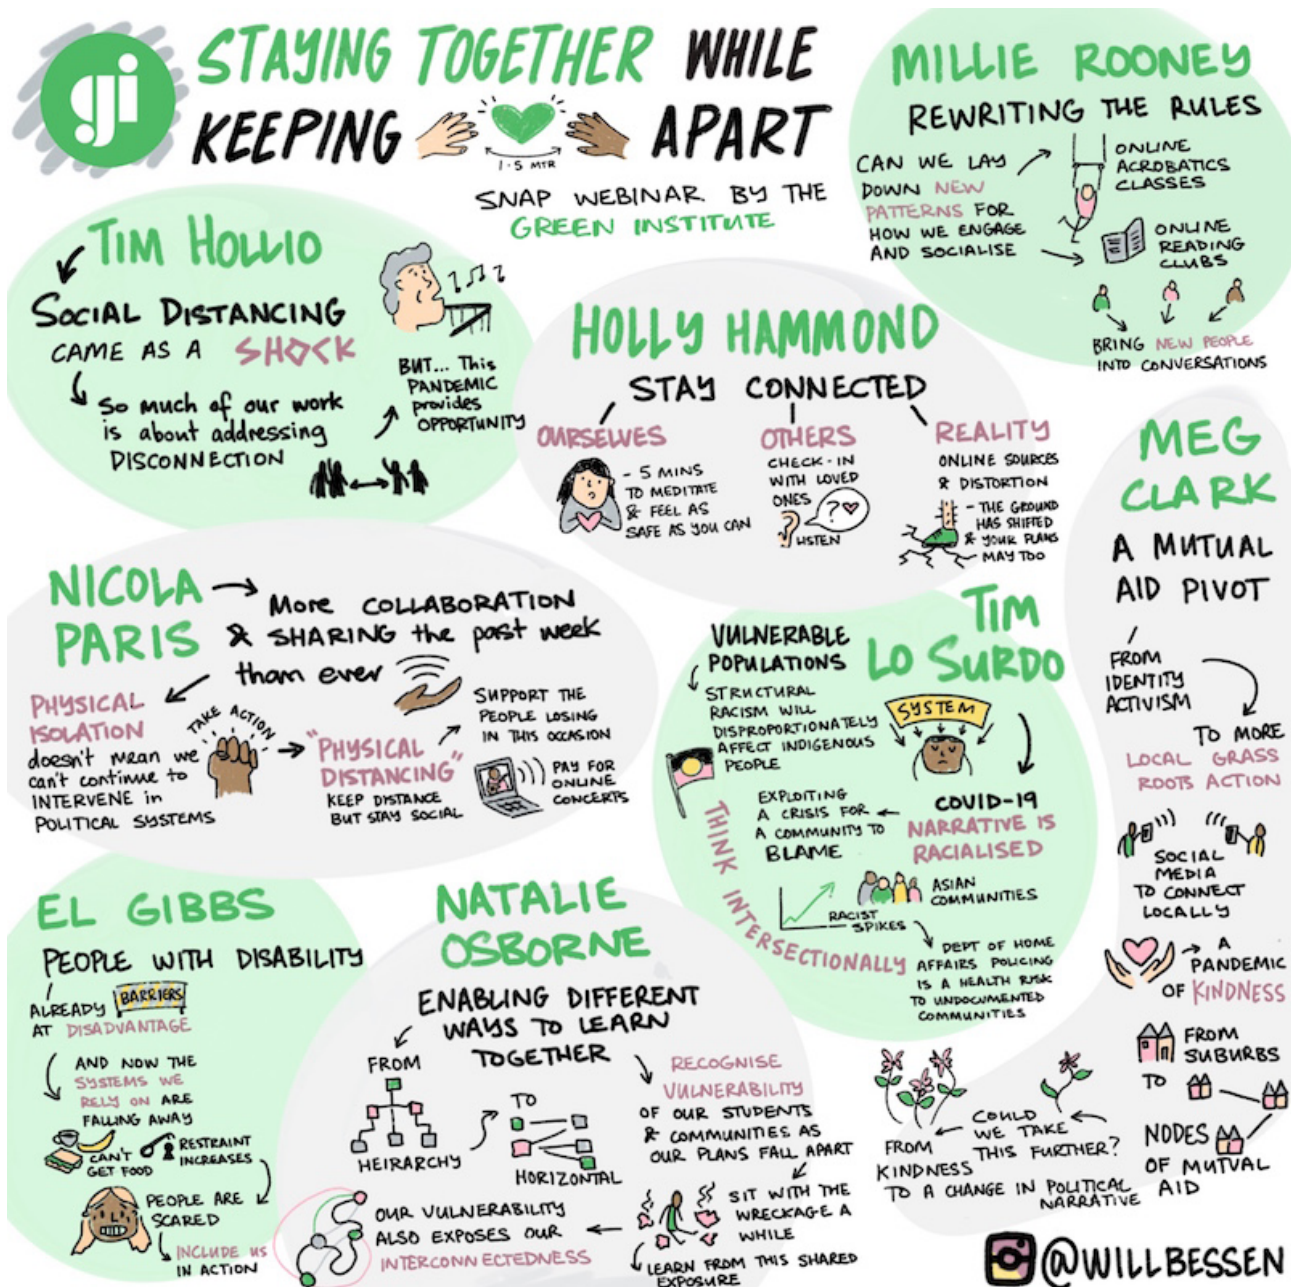 gi
STAYING TOGETHER WHILE
KEEPING APART
1.5 MTR
SNAP WEBINAR BY THE
GREEN INSTITUTE
MILLIE ROONEY
REWRITING THE RULES
CAN WE LAY
DOWN NEW
PATTERNS FOR
HOW WE ENGAGE
AND SOCIALISE
ONLINE
ACROBATICS
CLASSES
ONLINE
READING
CLUBS
BRING NEW PEOPLE
INTO CONVERSATIONS
TIM HOLLIO
SOCIAL DISTANCING
CAME AS A SHOCK
So much of our work
is about addressing
DISCONNECTION
BUT... This
PANDEMIC
provides
OPPORTUNITY
HOLLY HAMMOND
STAY CONNECTED
OURSELVES
- 5 MINS
TO MEDITATE
& FEEL AS
SAFE AS YOU CAN
OTHERS
CHECK-IN
WITH LOVED
ONES
?
LISTEN
REALITY
ONLINE SOURCES
& DISTORTION
- THE GROUND
HAS SHIFTED
& YOUR PLANS
MAY TOO
MEG
CLARK
A MUTUAL
AID PIVOT
FROM
IDENTITY
ACTIVISM
TO MORE
LOCAL GRASS
ROOTS ACTION
SOCIAL
MEDIA
TO CONNECT
LOCALLY
A
PANDEMIC
OF KINDNESS
FROM
SUBURBS
TO
NODES
OF MUTUAL
AID
COULD
WE TAKE
THIS FURTHER?
FROM
KINDNESS
TO A CHANGE IN POLITICAL
NARRATIVE
NICOLA
PARIS
More COLLABORATION
& SHARING the past week
than ever
PHYSICAL
ISOLATION
doesn't mean we
can't continue to
INTERVENE in
POLITICAL SYSTEMS
TAKE ACTION
"PHYSICAL
DISTANCING"
KEEP DISTANCE
BUT STAY SOCIAL
SUPPORT THE
PEOPLE LOSING
IN THIS OCCASION
PAY FOR
ONLINE
CONCERTS
TIM
LO SURDO
VULNERABLE
POPULATIONS
STRUCTURAL
RACISM WILL
DISPROPORTIONATELY
AFFECT INDIGENOUS
PEOPLE
SYSTEM
COVID-19
NARRATIVE IS
RACIALISED
EXPLOITING
A CRISIS FOR
A COMMUNITY TO
BLAME
ASIAN
COMMUNITIES
RACIST
SPIKES
DEPT OF HOME
AFFAIRS POLICING
IS A HEALTH RISK
TO UNDOCUMENTED
COMMUNITIES
THINK INTERSECTIONALLY
EL GIBBS
PEOPLE WITH DISABILITY
ALREADY BARRIERS
AT DISADVANTAGE
AND NOW THE
SYSTEMS WE
RELY ON ARE
FALLING AWAY
CAN'T
GET FOOD
RESTRAINT
INCREASES
PEOPLE ARE
SCARED
INCLUDE US
IN ACTION
NATALIE
OSBORNE
ENABLING DIFFERENT
WAYS TO LEARN
TOGETHER
FROM
HEIRARCHY
TO
HORIZONTAL
RECOGNISE
VULNERABILITY
OF OUR STUDENTS
& COMMUNITIES AS
OUR PLANS FALL APART
SIT WITH THE
WRECKAGE A
WHILE
LEARN FROM THIS SHARED
EXPOSURE
OUR VULNERABILITY
ALSO EXPOSES OUR
INTERCONNECTEDNESS
@WILLBESSEN